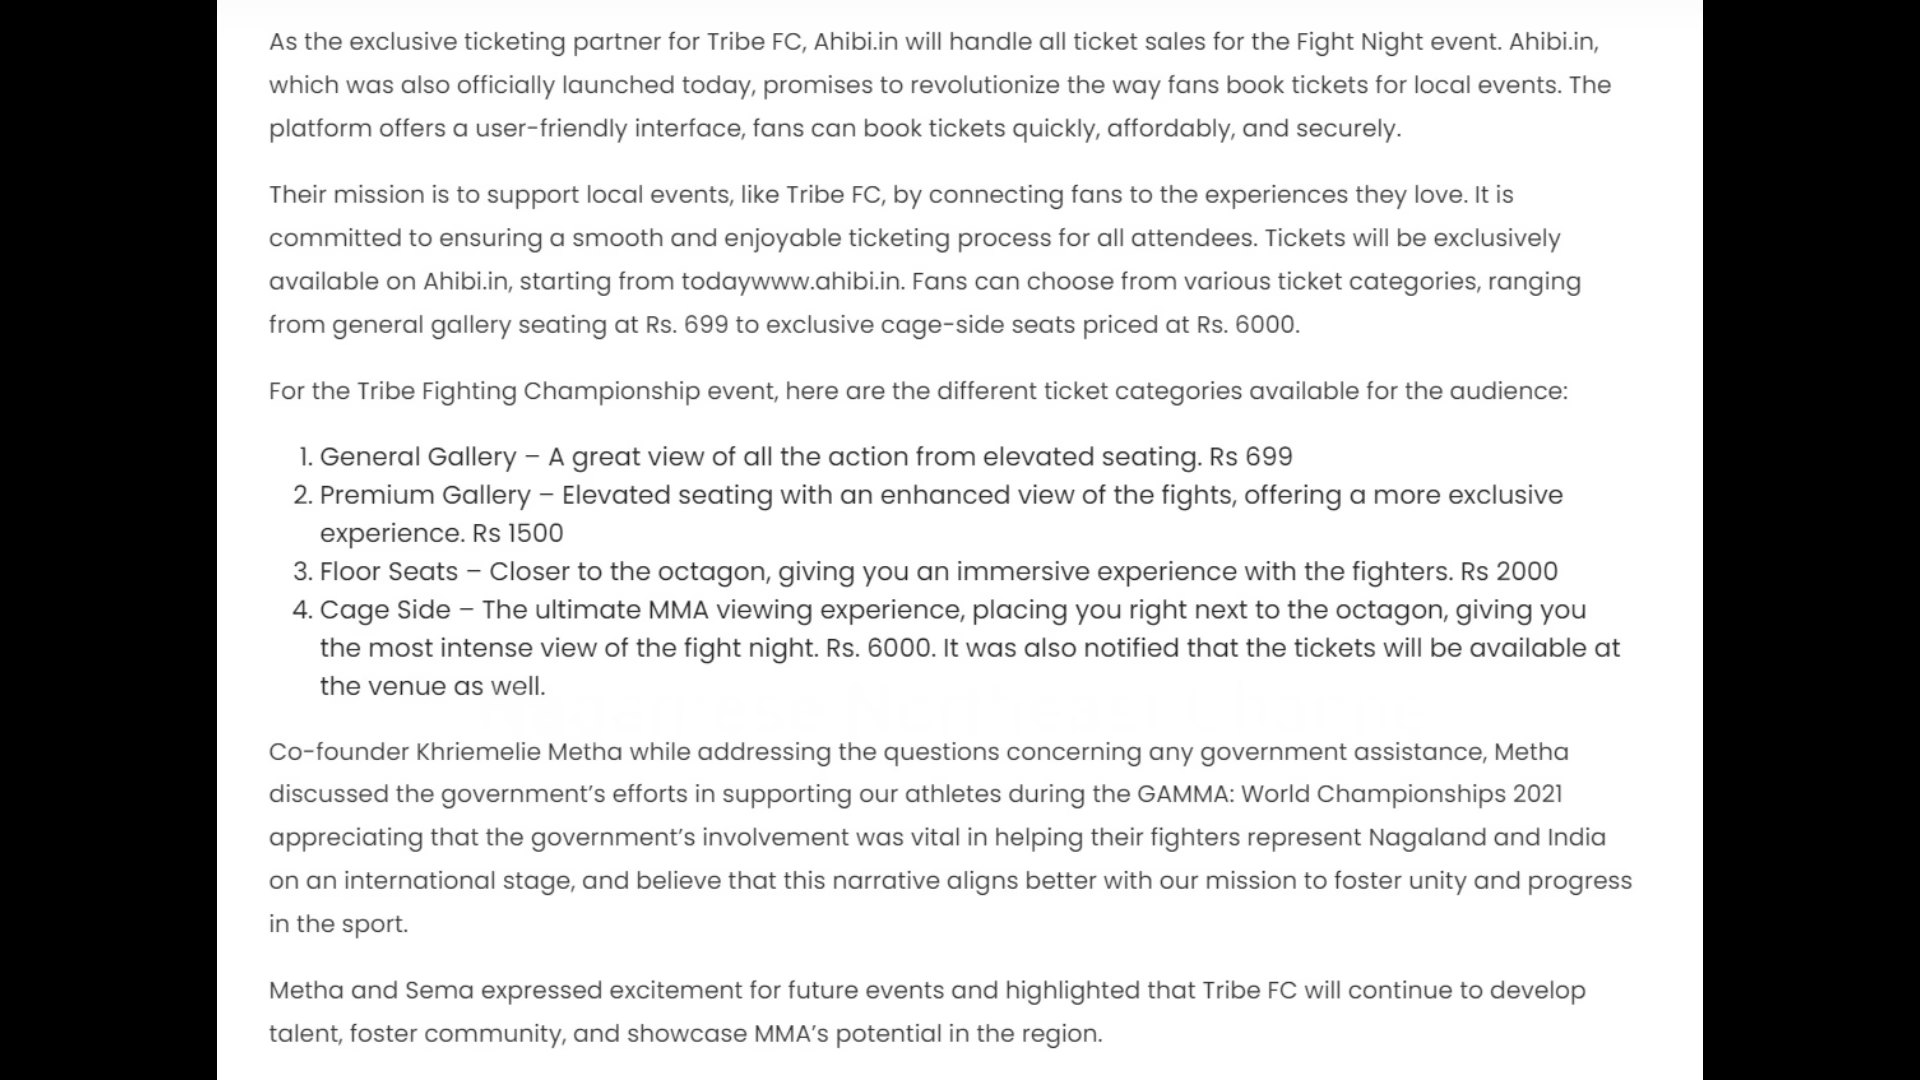 As the exclusive ticketing partner for Tribe FC, Ahibi.in will handle all ticket sales for the Fight Night event. Ahibi.in,
which was also officially launched today, promises to revolutionize the way fans book tickets for local events. The
platform offers a user-friendly interface, fans can book tickets quickly, affordably, and securely.
Their mission is to support local events, like Tribe FC, by connecting fans to the experiences they love. It is
committed to ensuring a smooth and enjoyable ticketing process for all attendees. Tickets will be exclusively
available on Ahibi.in, starting from todaywww.ahibi.in. Fans can choose from various ticket categories, ranging
from general gallery seating at Rs. 699 to exclusive cage-side seats priced at Rs. 6000.
For the Tribe Fighting Championship event, here are the different ticket categories available for the audience:
1. General Gallery – A great view of all the action from elevated seating. Rs 699
2. Premium Gallery – Elevated seating with an enhanced view of the fights, offering a more exclusive
experience. Rs 1500
3. Floor Seats – Closer to the octagon, giving you an immersive experience with the fighters. Rs 2000
4. Cage Side – The ultimate MMA viewing experience, placing you right next to the octagon, giving you
the most intense view of the fight night. Rs. 6000. It was also notified that the tickets will be available at
the venue as well.
Co-founder Khriemelie Metha while addressing the questions concerning any government assistance, Metha
discussed the government’s efforts in supporting our athletes during the GAMMA: World Championships 2021
appreciating that the government’s involvement was vital in helping their fighters represent Nagaland and India
on an international stage, and believe that this narrative aligns better with our mission to foster unity and progress
in the sport.
Metha and Sema expressed excitement for future events and highlighted that Tribe FC will continue to develop
talent, foster community, and showcase MMA’s potential in the region.